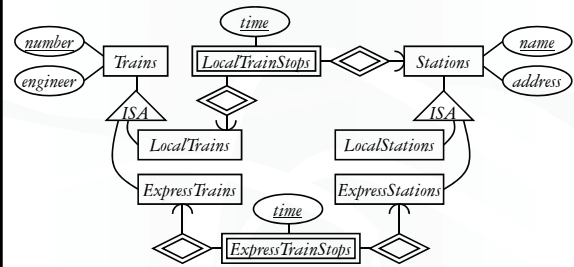 time
number
name
Trains
LocalTrainStops
Stations
engineer
address
ISA
ISA
LocalTrains
LocalStations
ExpressTrains
ExpressStations
time
ExpressTrainStops